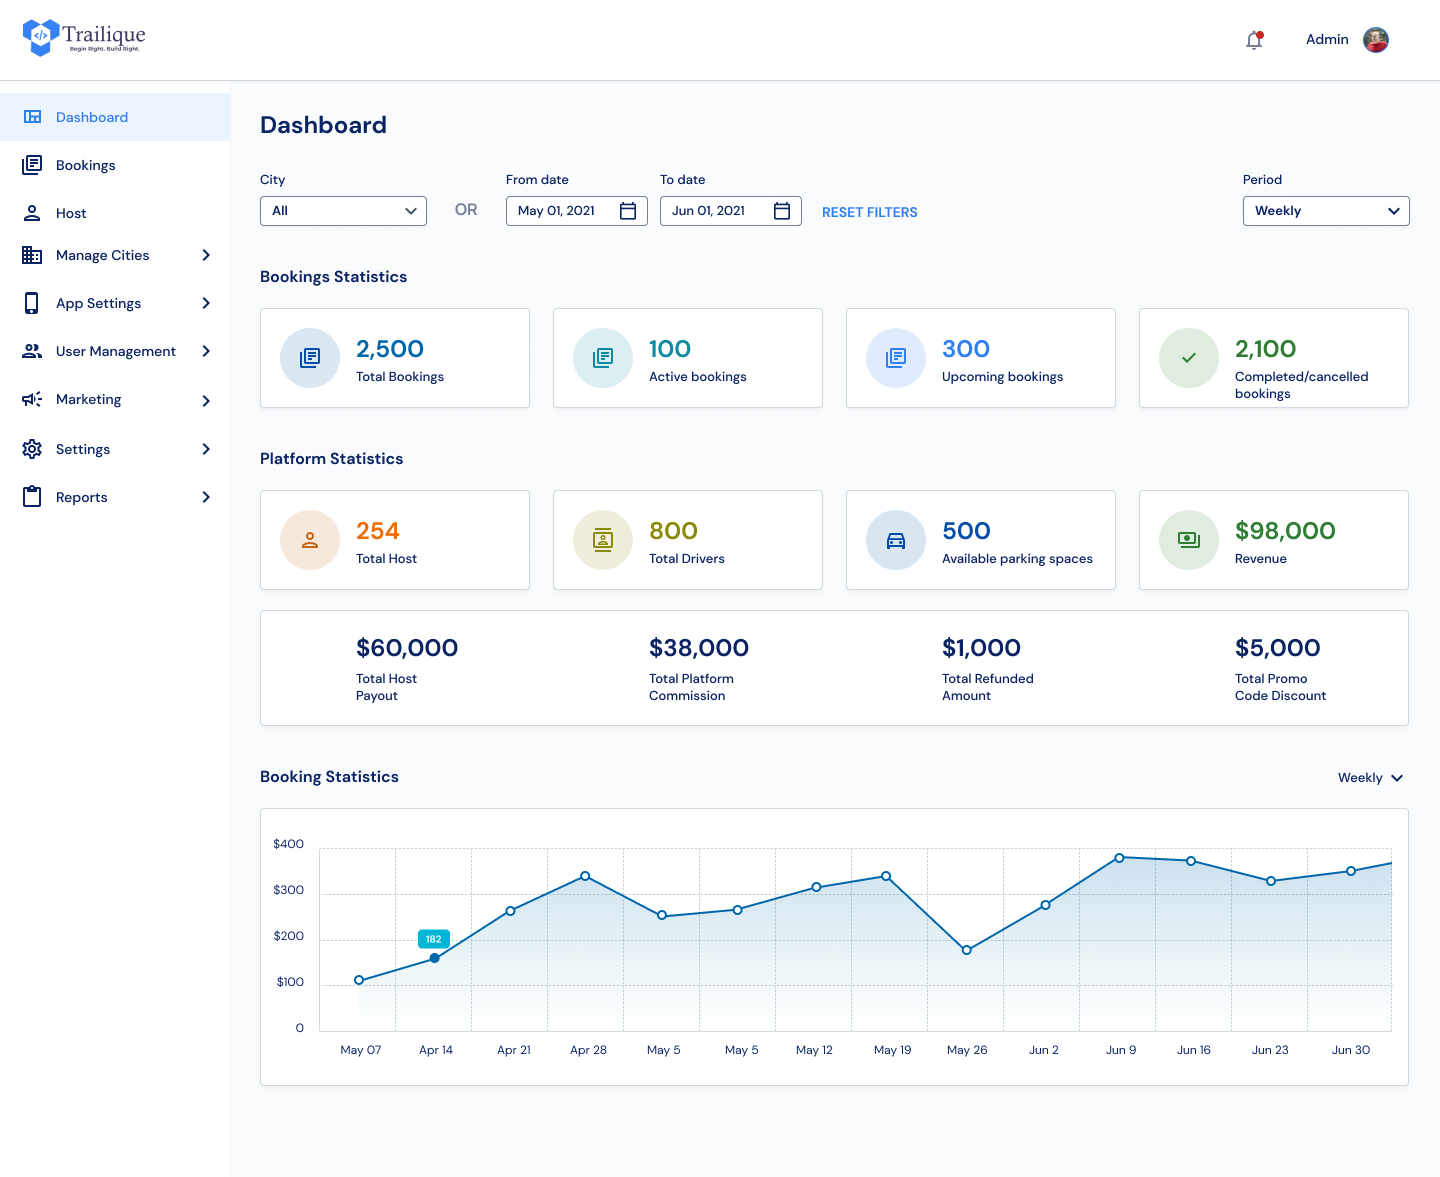 Trailique
Begin Right. Build Right.
Admin
Dashboard
Bookings
Host
Manage Cities
App Settings
User Management
Marketing
Settings
Reports
Dashboard
City
From date
To date
Period
All
OR
May 01, 2021
Jun 01, 2021
RESET FILTERS
Weekly
Bookings Statistics
2,500
Total Bookings
100
Active bookings
300
Upcoming bookings
2,100
Completed/cancelled
bookings
Platform Statistics
254
Total Host
800
Total Drivers
500
Available parking spaces
$98,000
Revenue
$60,000
Total Host
Payout
$38,000
Total Platform
Commission
$1,000
Total Refunded
Amount
$5,000
Total Promo
Code Discount
Booking Statistics
Weekly
$400
$300
$200
$100
0
182
May 07
Apr 14
Apr 21
Apr 28
May 5
May 5
May 12
May 19
May 26
Jun 2
Jun 9
Jun 16
Jun 23
Jun 30